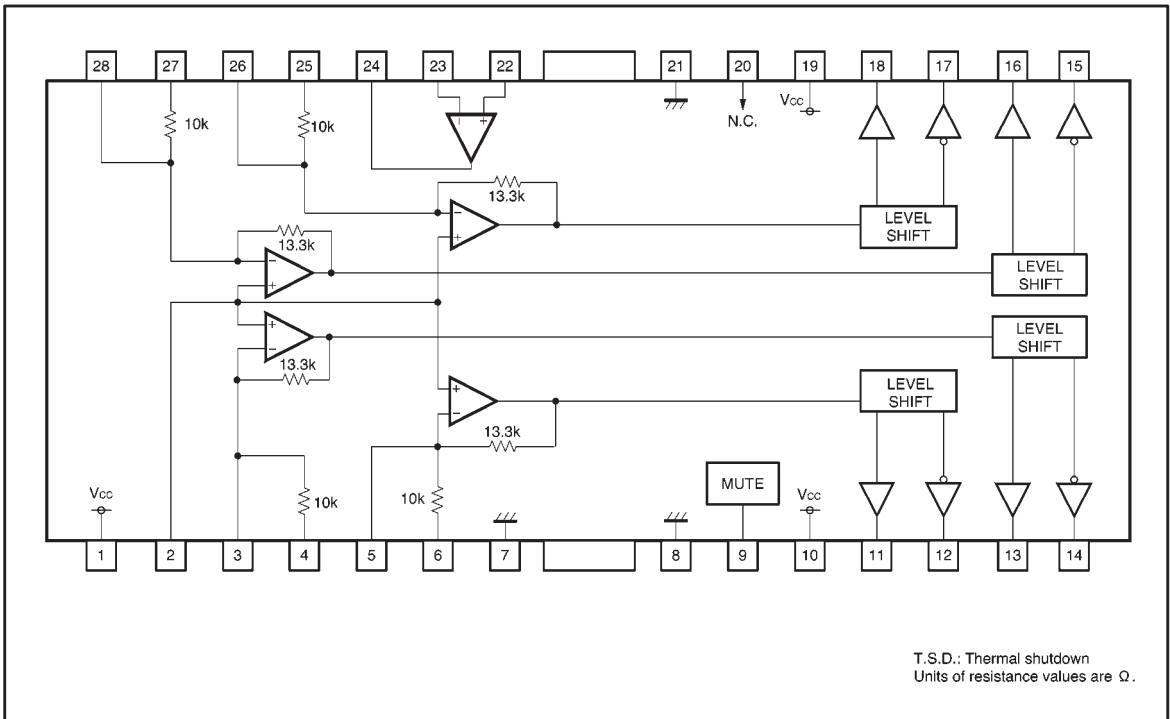 28 27 26 25 24 23 22 21 20 19 18 17 16 15
10k
10k
− +
Vcc
N.C.
13.3k
−
+
LEVEL
SHIFT
13.3k
−
+
LEVEL
SHIFT
+
−
LEVEL
SHIFT
13.3k
+
−
LEVEL
SHIFT
13.3k
Vcc
10k
10k
MUTE
Vcc
1 2 3 4 5 6 7 8 9 10 11 12 13 14
T.S.D.: Thermal shutdown
Units of resistance values are Ω.